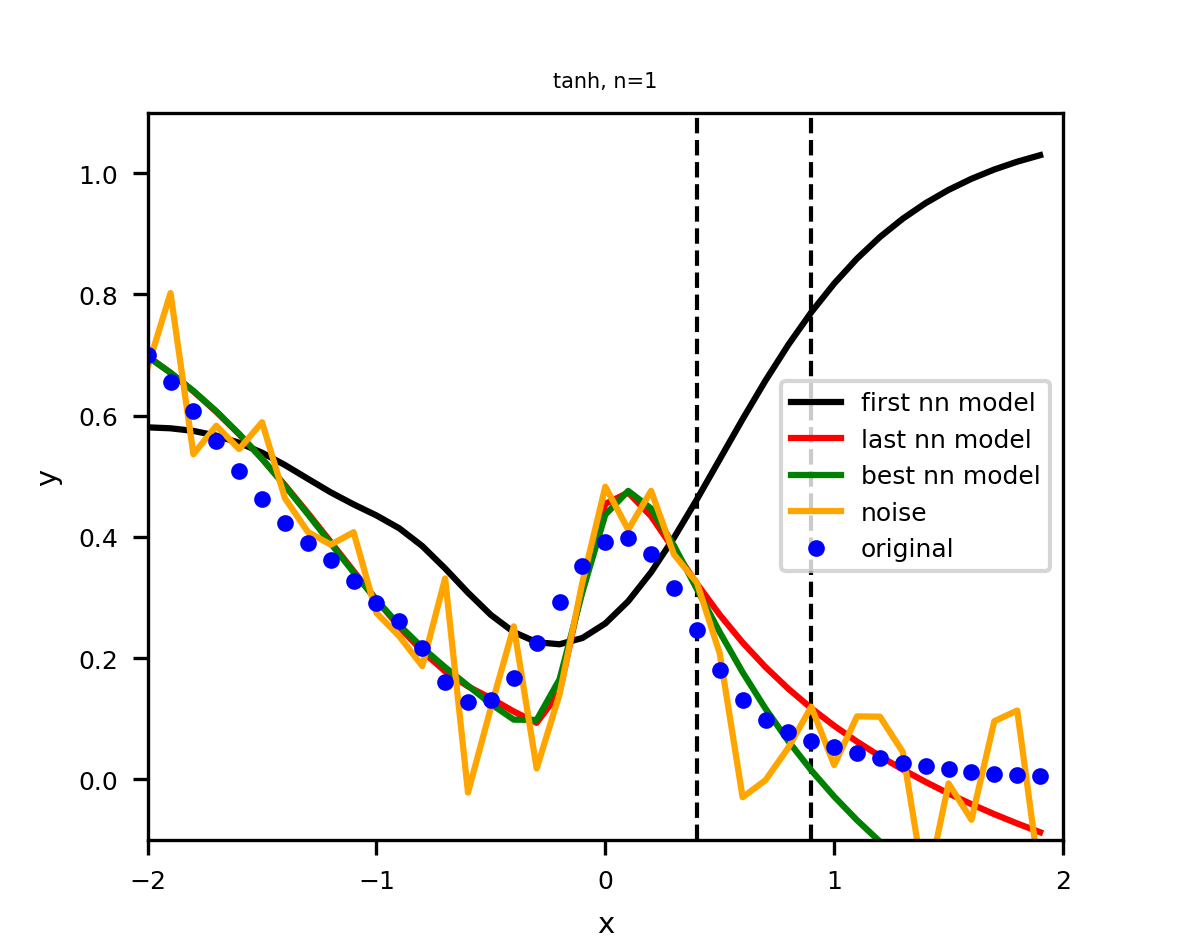 tanh, n=1
y
1.0
0.8
0.6
0.4
0.2
0.0
first nn model
last nn model
best nn model
noise
original
−2
−1
0
1
2
x